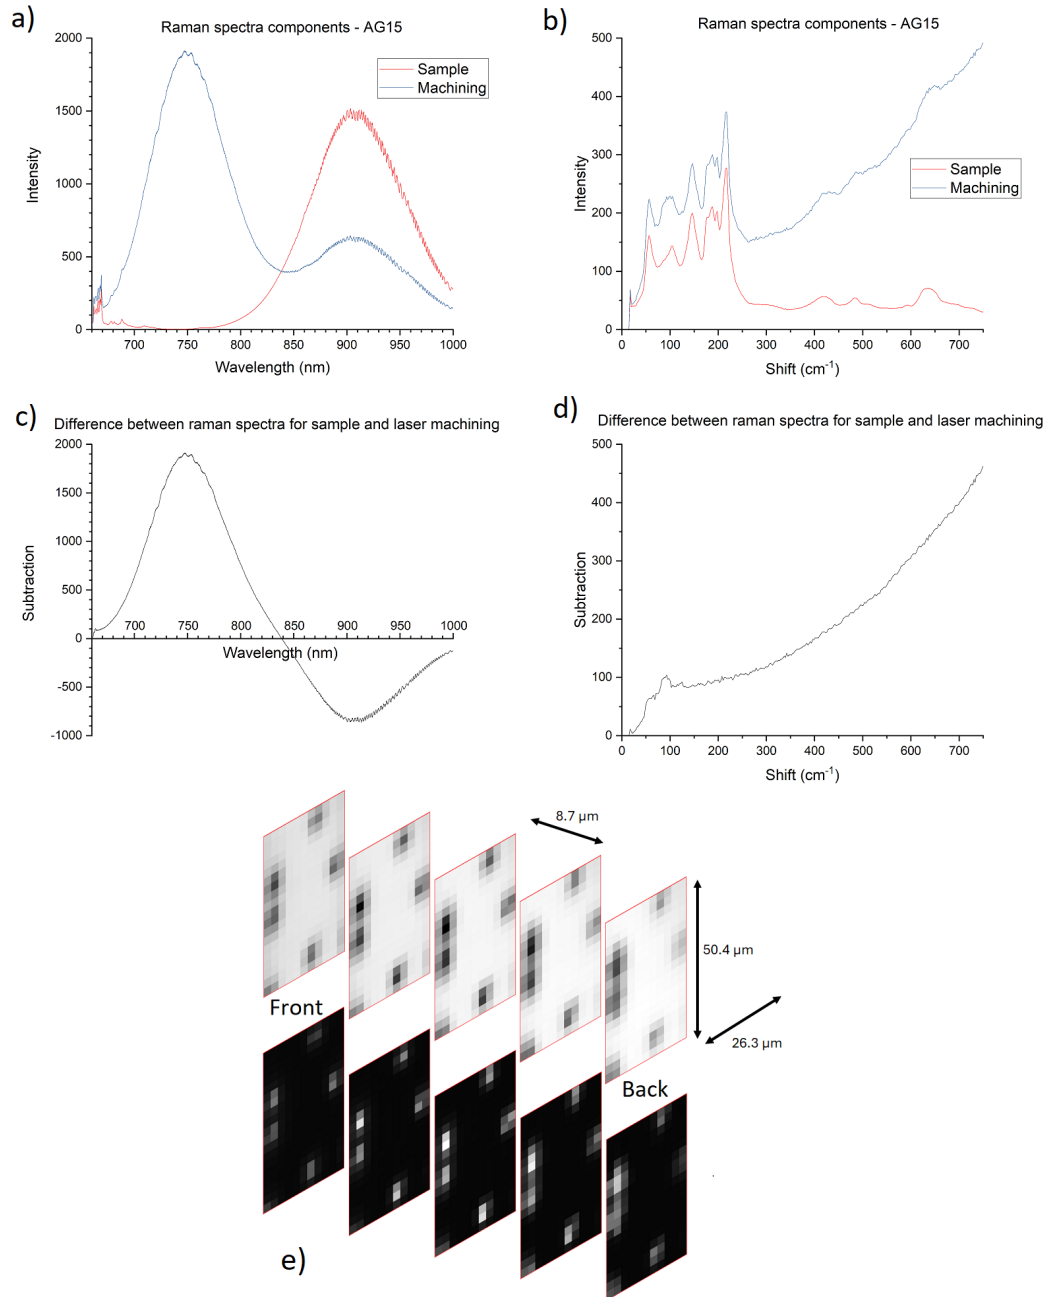 a)
Raman spectra components - AG15
2000
1500
1000
500
0
Intensity
Sample
Machining
700 750 800 850 900 950 1000
Wavelength (nm)
b)
Raman spectra components - AG15
500
400
300
200
100
0
Intensity
Sample
Machining
0 100 200 300 400 500 600 700
Shift (cm⁻¹)
c)
Difference between raman spectra for sample and laser machining
2000
1500
1000
500
0
-500
-1000
Subtraction
700 750 800 850 900 950 1000
Wavelength (nm)
d)
Difference between raman spectra for sample and laser machining
500
400
300
200
100
0
Subtraction
0 100 200 300 400 500 600 700
Shift (cm⁻¹)
8.7 µm
50.4 µm
26.3 µm
Front
Back
e)